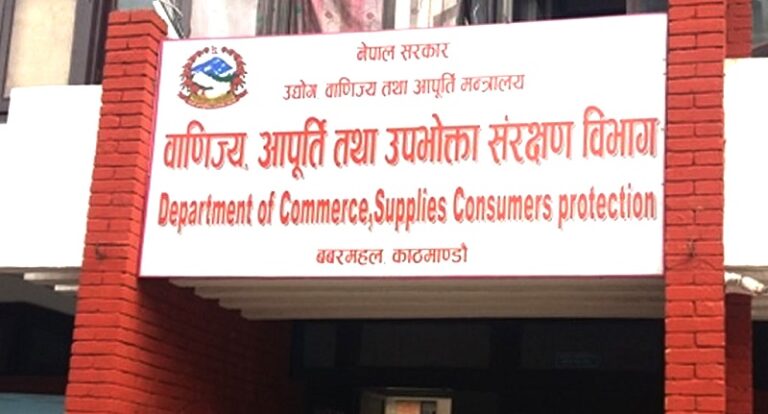 नेपाल सरकार
उद्योग वाणिज्य तथा आपूर्ति मन्त्रालय
वाणिज्य, आपूर्ति तथा उपभोक्ता संरक्षण विभाग
Department of Commerce,Supplies Consumers protection
बबरमहल, काठमाण्डौ